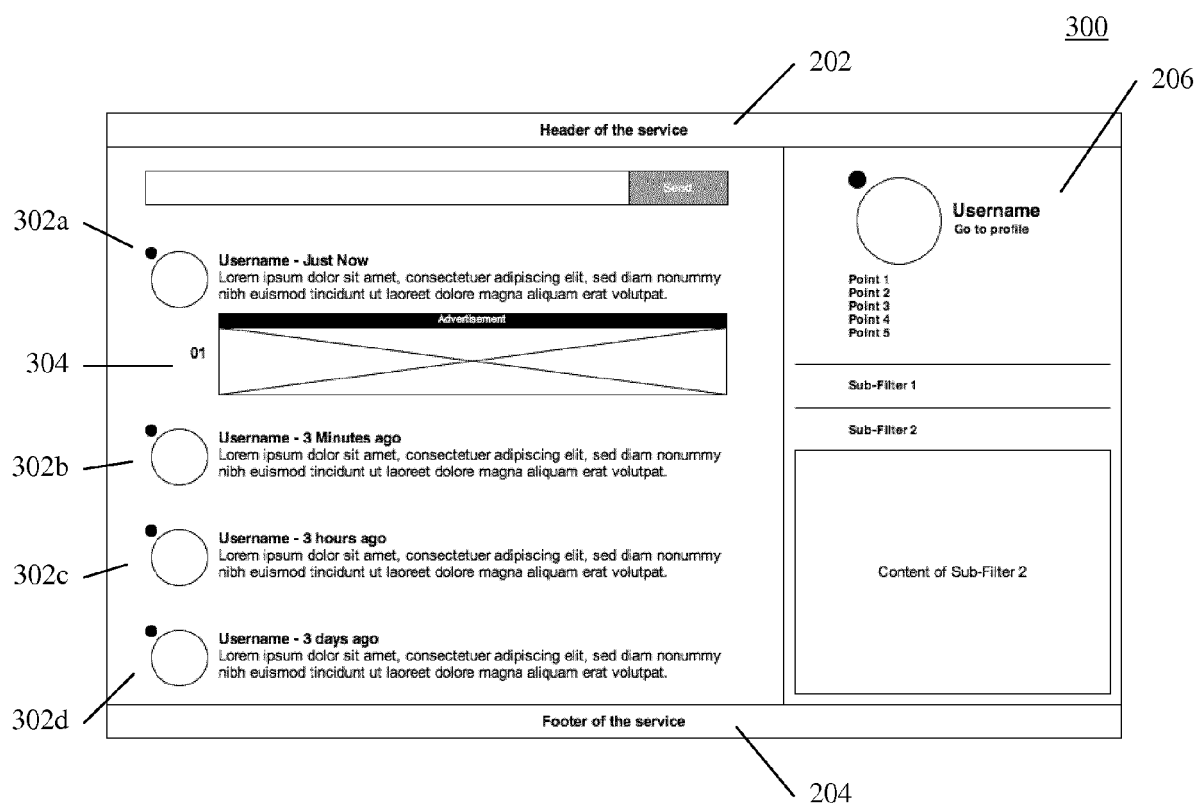 300
202
206
Header of the service
Send
302a
Username - Just Now
Lorem ipsum dolor sit amet, consectetuer adipiscing elit, sed diam nonummy
nibh euismod tincidunt ut laoreet dolore magna aliquam erat volutpat.
Advertisement
01
304
Username - 3 Minutes ago
Lorem ipsum dolor sit amet, consectetuer adipiscing elit, sed diam nonummy
nibh euismod tincidunt ut laoreet dolore magna aliquam erat volutpat.
302b
Username - 3 hours ago
Lorem ipsum dolor sit amet, consectetuer adipiscing elit, sed diam nonummy
nibh euismod tincidunt ut laoreet dolore magna aliquam erat volutpat.
302c
Username - 3 days ago
Lorem ipsum dolor sit amet, consectetuer adipiscing elit, sed diam nonummy
nibh euismod tincidunt ut laoreet dolore magna aliquam erat volutpat.
302d
Username
Go to profile
Point 1
Point 2
Point 3
Point 4
Point 5
Sub-Filter 1
Sub-Filter 2
Content of Sub-Filter 2
Footer of the service
204